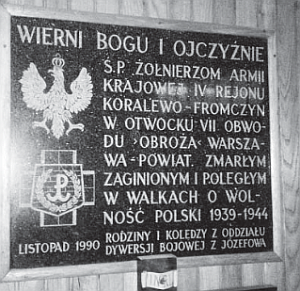 WIERNI BOGU I OJCZYŹNIE
Ś.P. ŻOŁNIERZOM ARMII
KRAJOWEJ IV REJONU
KORALEWO-FROMCZYN
W OTWOCKU VII OBWO-
DU ›OBROŻA‹ WARSZA-
WA-POWIAT. ZMARŁYM
ZAGINIONYM I POLEGŁYM
W WALKACH O WOL-
NOŚĆ POLSKI 1939-1944
LISTOPAD 1990
RODZINY I KOLEDZY Z ODDZIAŁU
DYWERSJI BOJOWEJ Z JÓZEFOWA